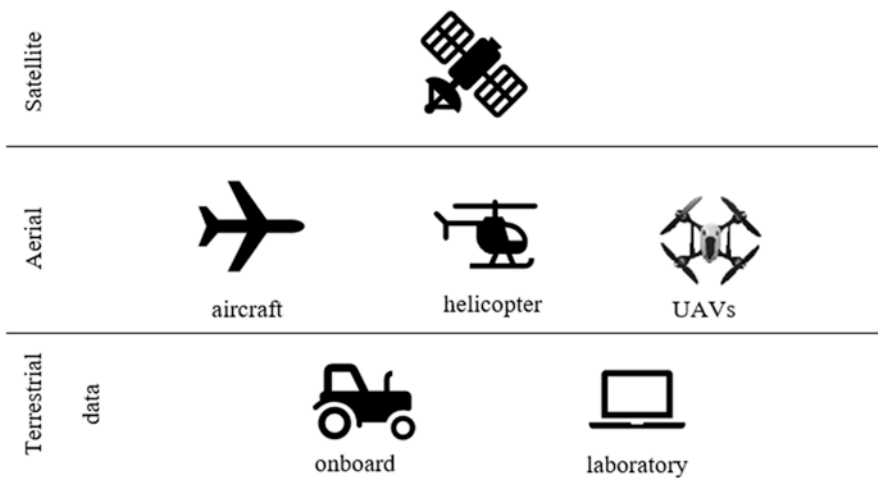 Satellite
Aerial
aircraft
helicopter
UAVs
Terrestrial
data
onboard
laboratory